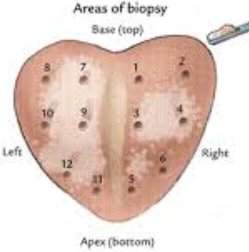 Areas of biopsy
Base (top)
8 7 1 2
10 9 3 4
Left Right
12 11 5 6
Apex (bottom)